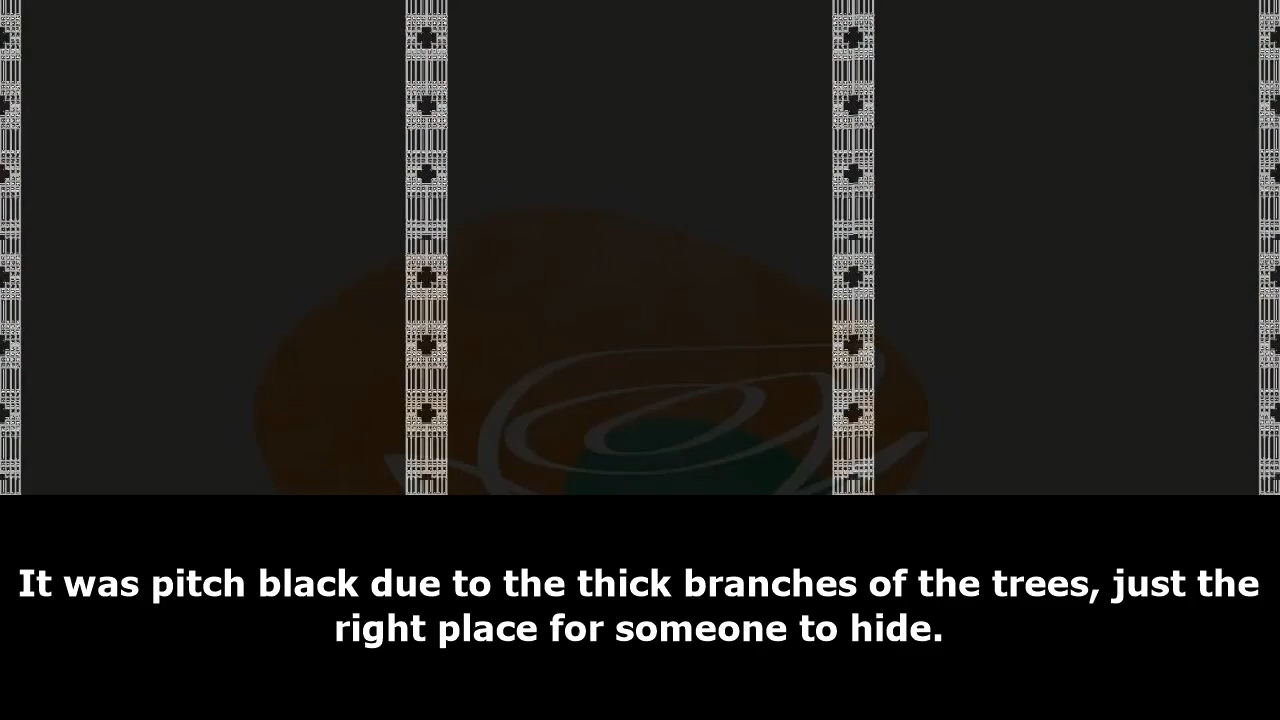 It was pitch black due to the thick branches of the trees, just the
right place for someone to hide.